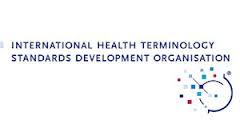 INTERNATIONAL HEALTH TERMINOLOGY
STANDARDS DEVELOPMENT ORGANISATION
®